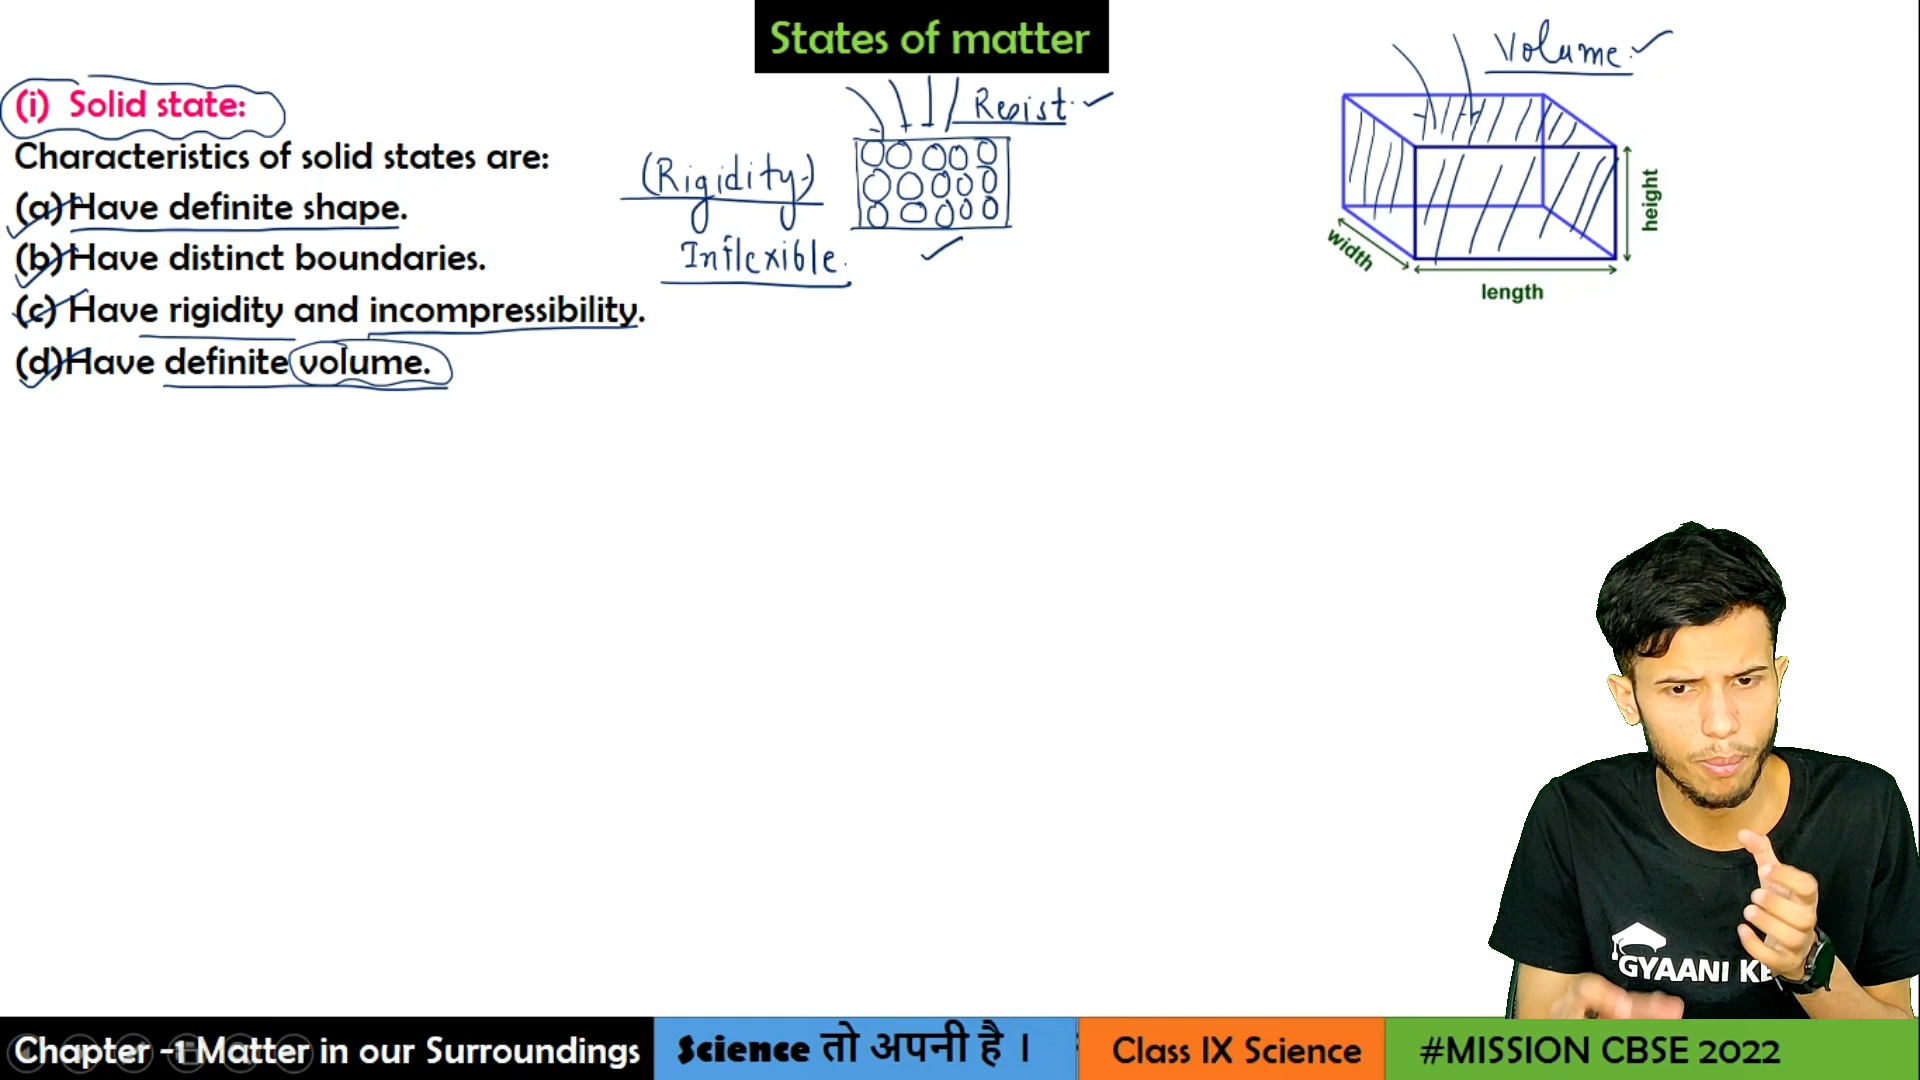 States of matter
Volume
(i) Solid state:
Resist.
Characteristics of solid states are:
(Rigidity)
(a) Have definite shape.
height
(b) Have distinct boundaries.
Inflexible.
width
length
(c) Have rigidity and incompressibility.
(d) Have definite volume.
GYAANI KE
Chapter -1 Matter in our Surroundings
Science तो अपनी है ।
Class IX Science
#MISSION CBSE 2022